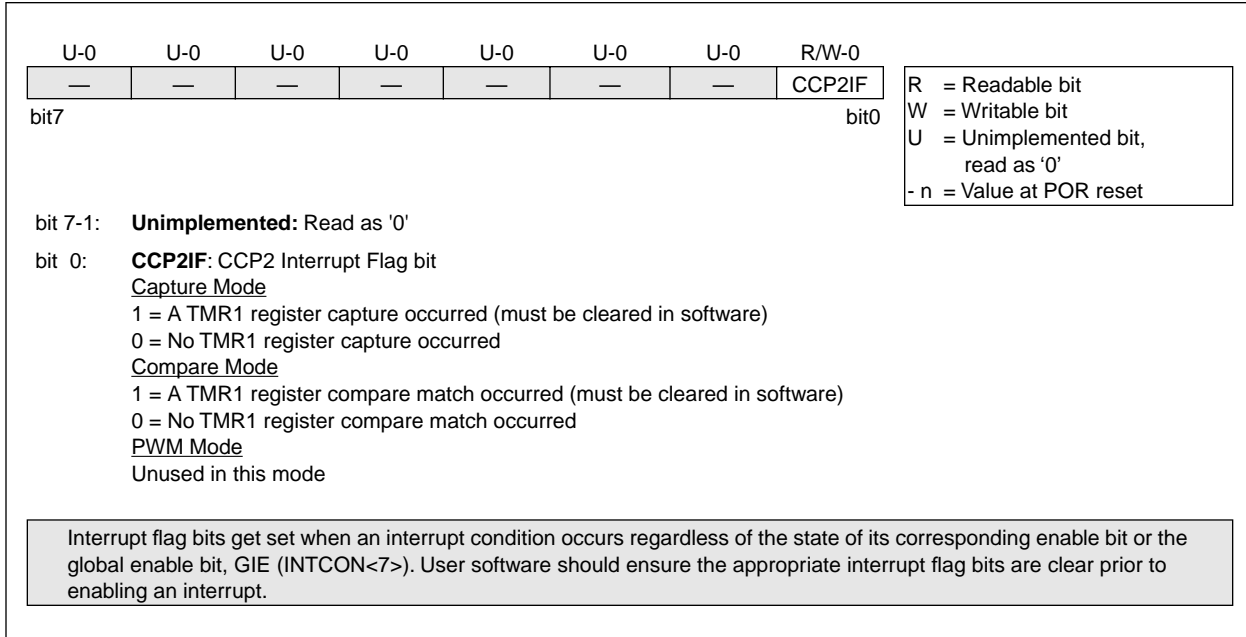 U-0 U-0 U-0 U-0 U-0 U-0 U-0 R/W-0
— — — — — — — CCP2IF
bit7 bit0
R = Readable bit
W = Writable bit
U = Unimplemented bit,
read as ‘0’
- n = Value at POR reset
bit 7-1: Unimplemented: Read as '0'
bit 0: CCP2IF: CCP2 Interrupt Flag bit
Capture Mode
1 = A TMR1 register capture occurred (must be cleared in software)
0 = No TMR1 register capture occurred
Compare Mode
1 = A TMR1 register compare match occurred (must be cleared in software)
0 = No TMR1 register compare match occurred
PWM Mode
Unused in this mode
Interrupt flag bits get set when an interrupt condition occurs regardless of the state of its corresponding enable bit or the
global enable bit, GIE (INTCON<7>). User software should ensure the appropriate interrupt flag bits are clear prior to
enabling an interrupt.